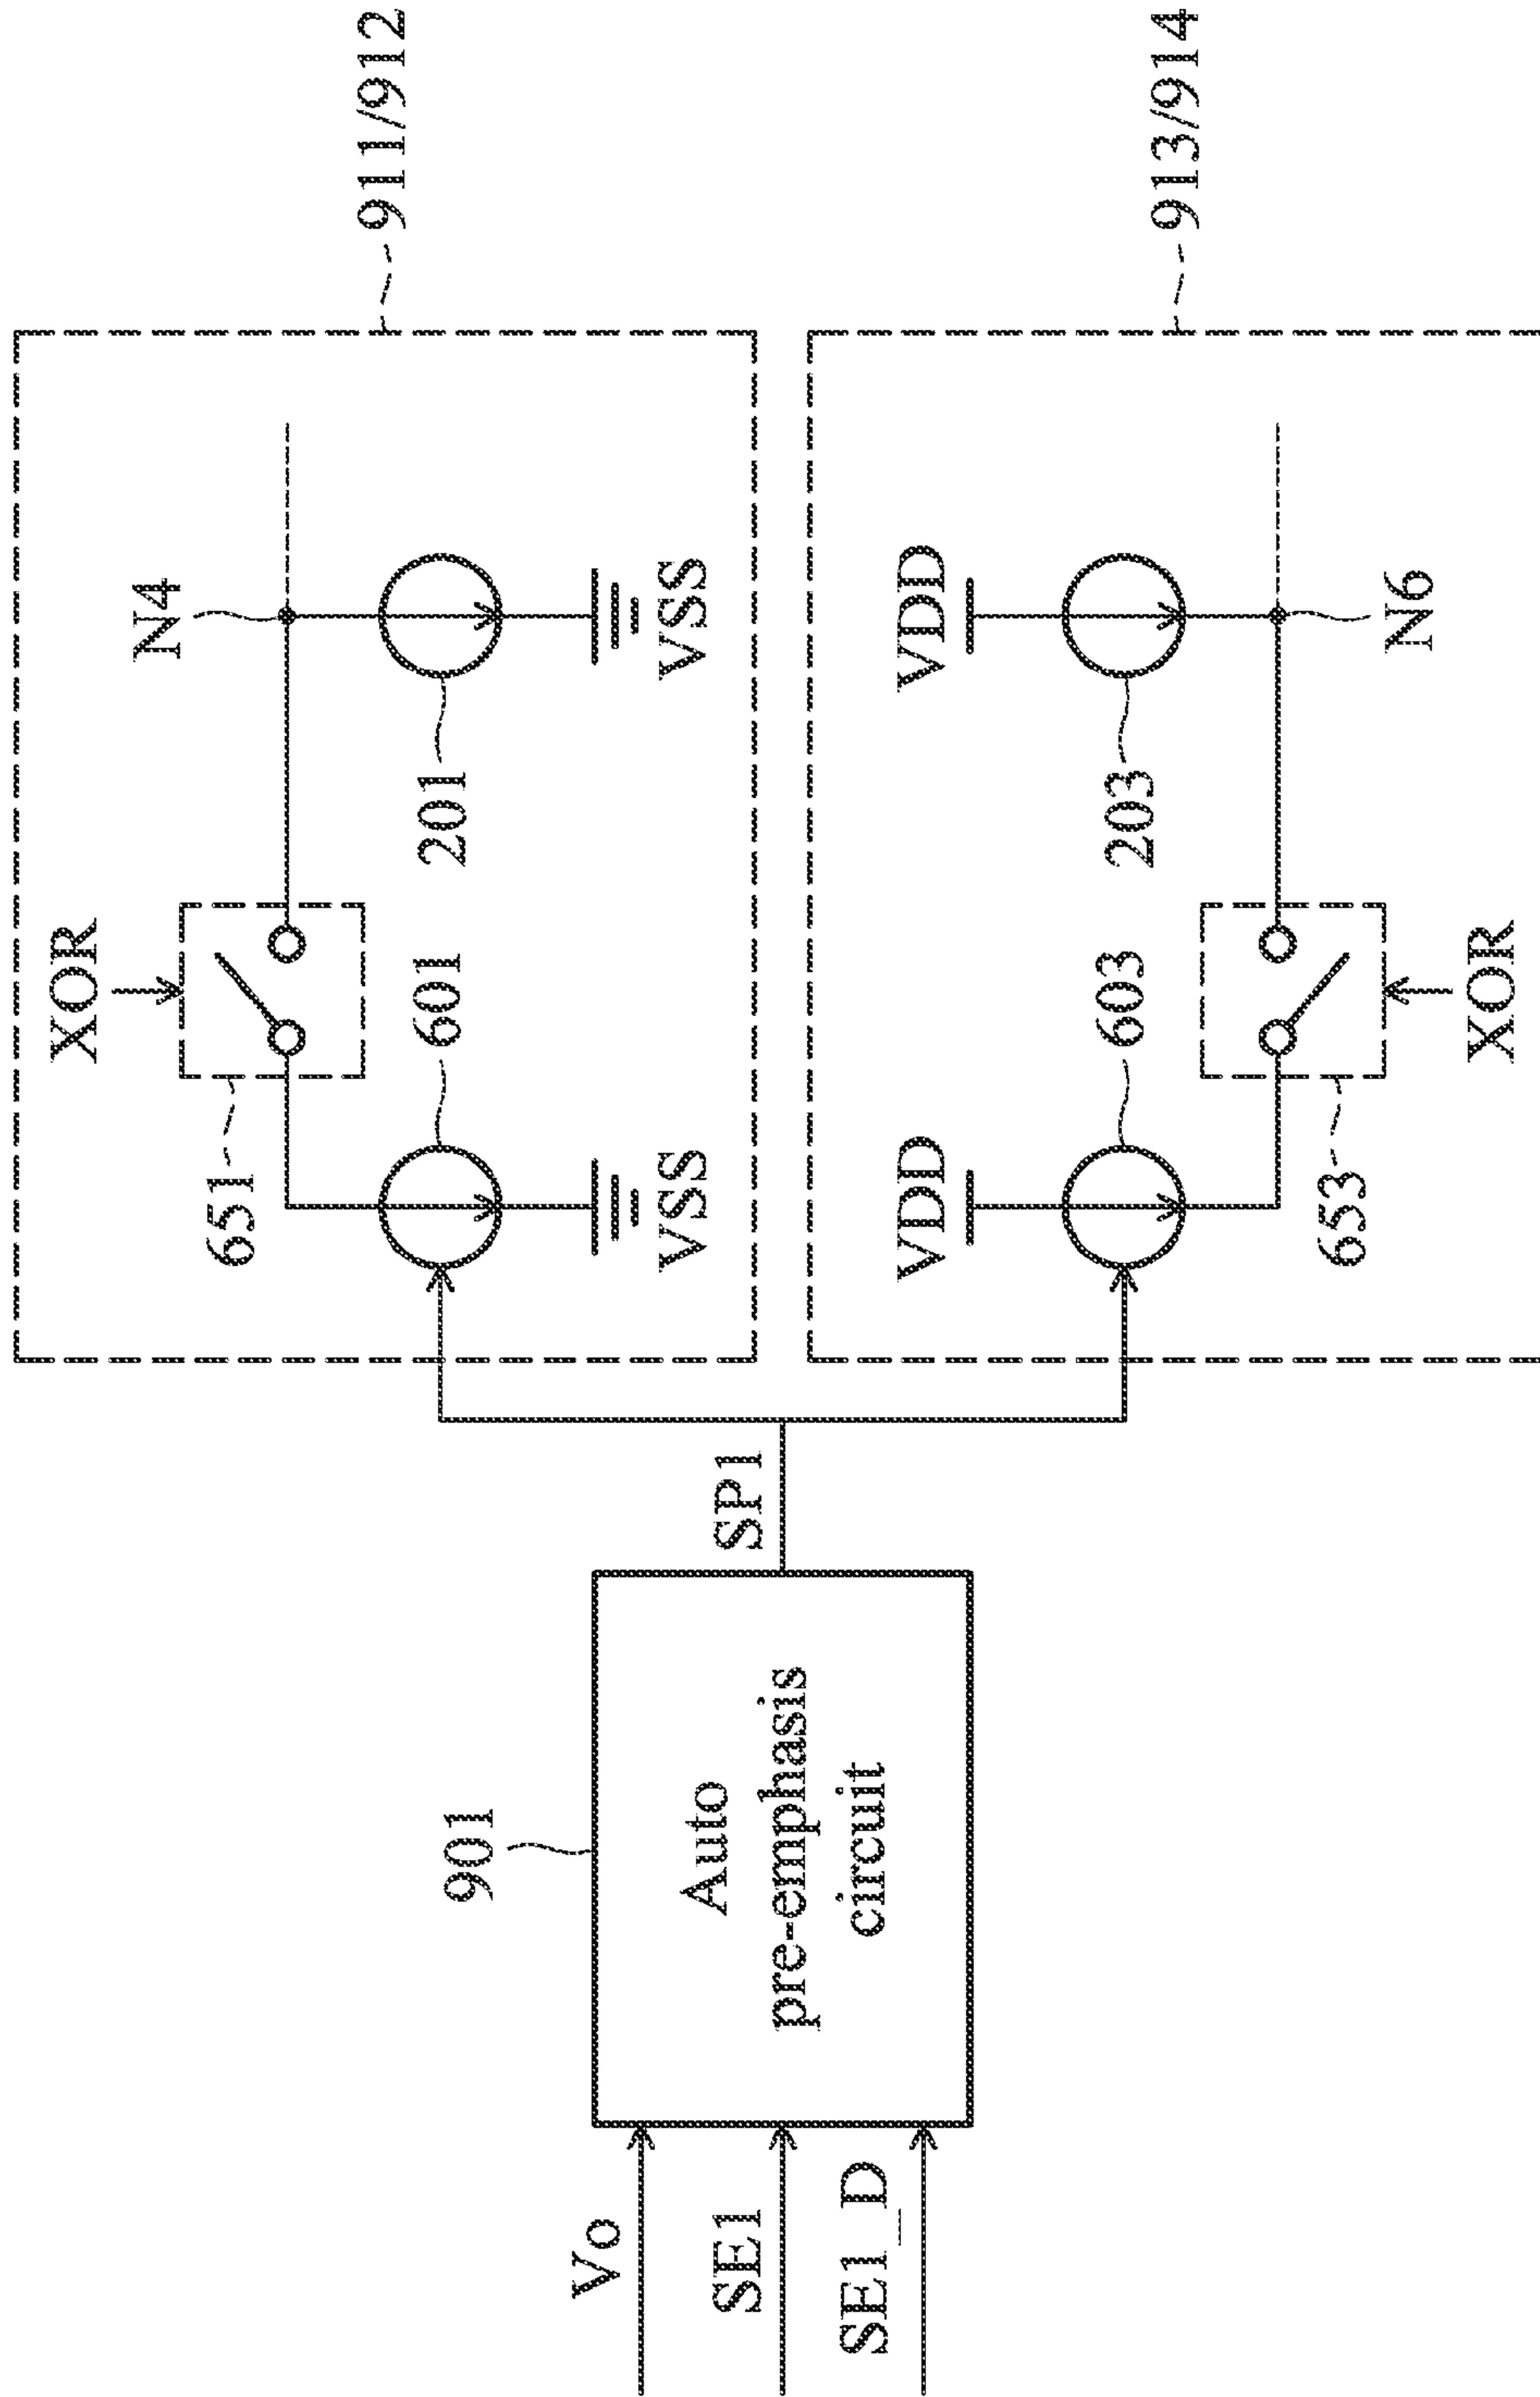 Vo
SE1
SE1_D
901
Auto
pre-emphasis
circuit
SP1
911/912
XOR
651
601
VSS
N4
201
VSS
913/914
VDD
603
653
XOR
VDD
203
N6